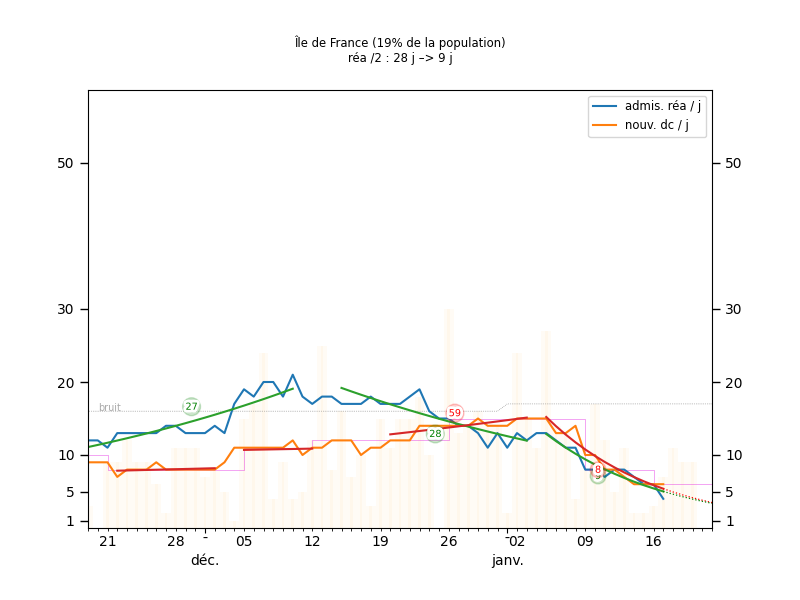 Île de France (19% de la population)
réa /2 : 28 j –> 9 j
admis. réa / j
nouv. dc / j
50 50
30 30
20 20
10 10
5 5
1 1
bruit
27
59
28
8
9
21 28 05 12 19 26 02 09 16
déc. janv.